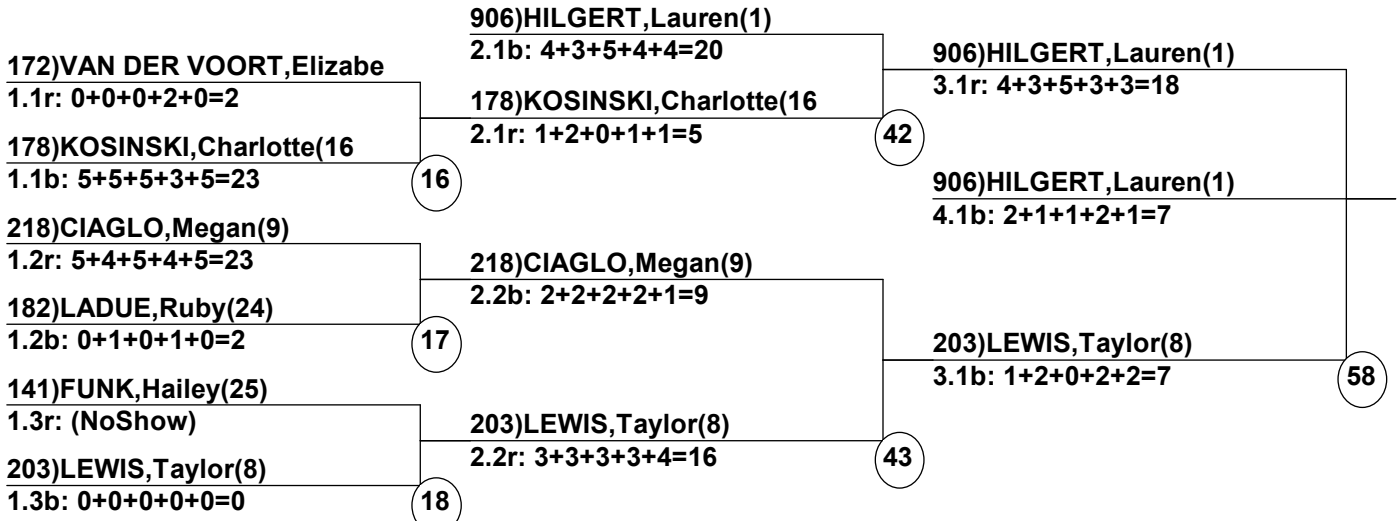 172)VAN DER VOORT,Elizabe
1.1r: 0+0+0+2+0=2
178)KOSINSKI,Charlotte(16
1.1b: 5+5+5+3+5=23
16
218)CIAGLO,Megan(9)
1.2r: 5+4+5+4+5=23
182)LADUE,Ruby(24)
1.2b: 0+1+0+1+0=2
17
141)FUNK,Hailey(25)
1.3r: (NoShow)
203)LEWIS,Taylor(8)
1.3b: 0+0+0+0+0=0
18
906)HILGERT,Lauren(1)
2.1b: 4+3+5+4+4=20
178)KOSINSKI,Charlotte(16
2.1r: 1+2+0+1+1=5
42
218)CIAGLO,Megan(9)
2.2b: 2+2+2+2+1=9
203)LEWIS,Taylor(8)
2.2r: 3+3+3+3+4=16
43
906)HILGERT,Lauren(1)
3.1r: 4+3+5+3+3=18
906)HILGERT,Lauren(1)
4.1b: 2+1+1+2+1=7
203)LEWIS,Taylor(8)
3.1b: 1+2+0+2+2=7
58